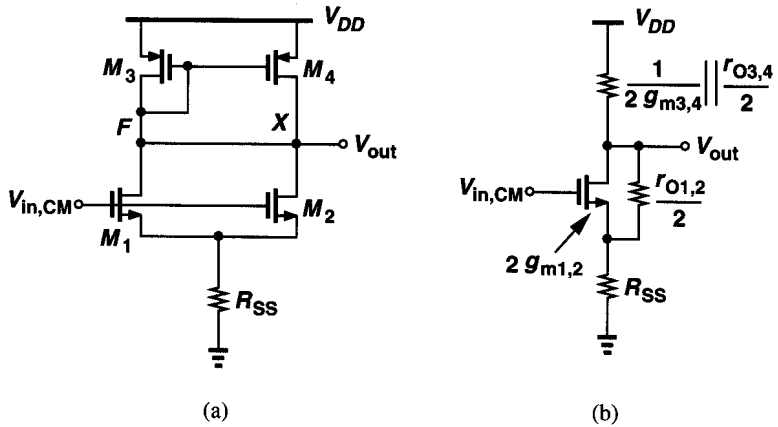 V_DD
M_3
M_4
F
X
V_out
V_in,CM
M_1
M_2
R_SS
(a)
V_DD
1 / 2 g_m3,4 || r_O3,4 / 2
V_out
V_in,CM
r_O1,2 / 2
2 g_m1,2
R_SS
(b)